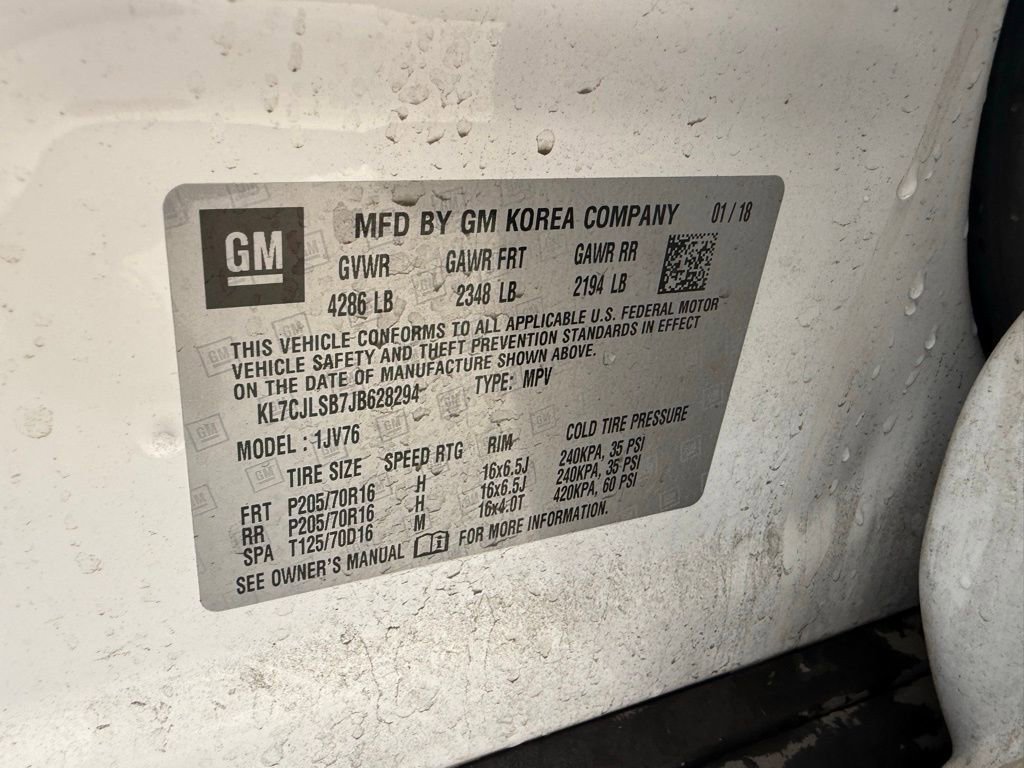 GM
MFD BY GM KOREA COMPANY 01 / 18
GVWR GAWR FRT GAWR RR
4286 LB 2348 LB 2194 LB
THIS VEHICLE CONFORMS TO ALL APPLICABLE U.S. FEDERAL MOTOR
VEHICLE SAFETY AND THEFT PREVENTION STANDARDS IN EFFECT
ON THE DATE OF MANUFACTURE SHOWN ABOVE.
KL7CJLSB7JB628294 TYPE: MPV
MODEL : 1JV76
TIRE SIZE SPEED RTG RIM COLD TIRE PRESSURE
FRT P205/70R16 H 16x6.5J 240KPA, 35 PSI
RR P205/70R16 H 16x6.5J 240KPA, 35 PSI
SPA T125/70D16 M 16x4.0T 420KPA, 60 PSI
SEE OWNER'S MANUAL FOR MORE INFORMATION.